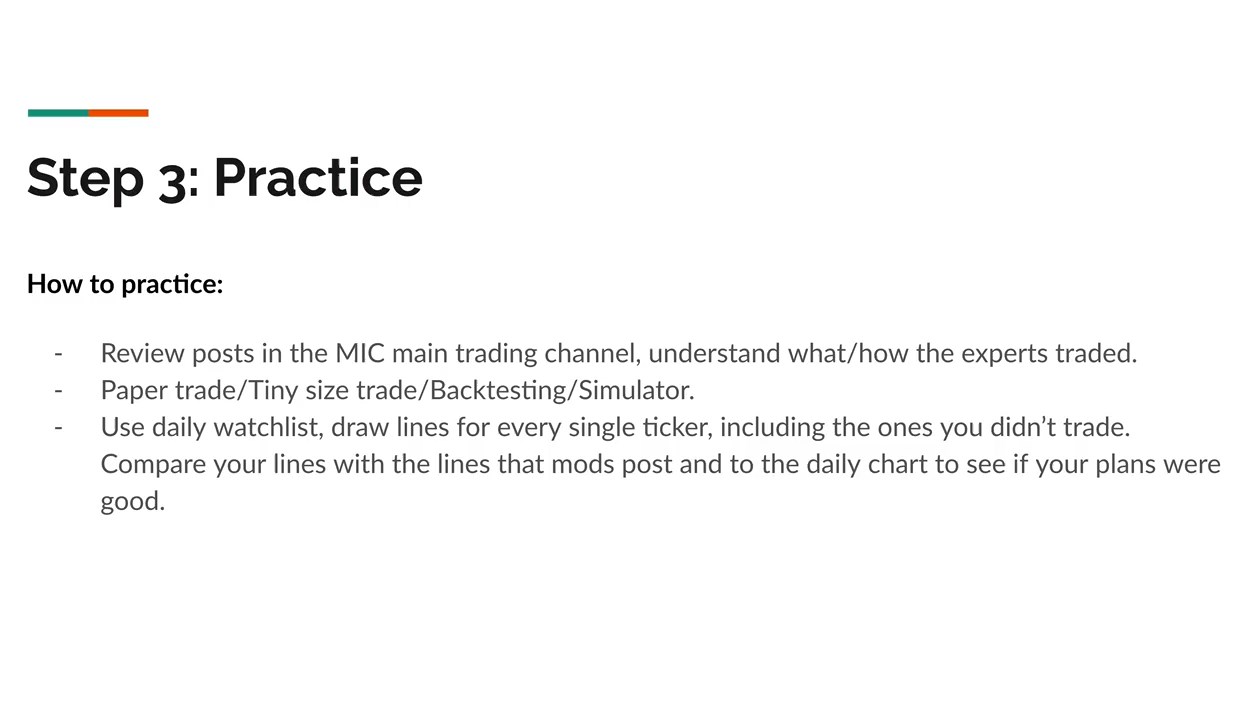 Step 3: Practice
How to practice:
- Review posts in the MIC main trading channel, understand what/how the experts traded.
- Paper trade/Tiny size trade/Backtesting/Simulator.
- Use daily watchlist, draw lines for every single ticker, including the ones you didn’t trade.
Compare your lines with the lines that mods post and to the daily chart to see if your plans were
good.